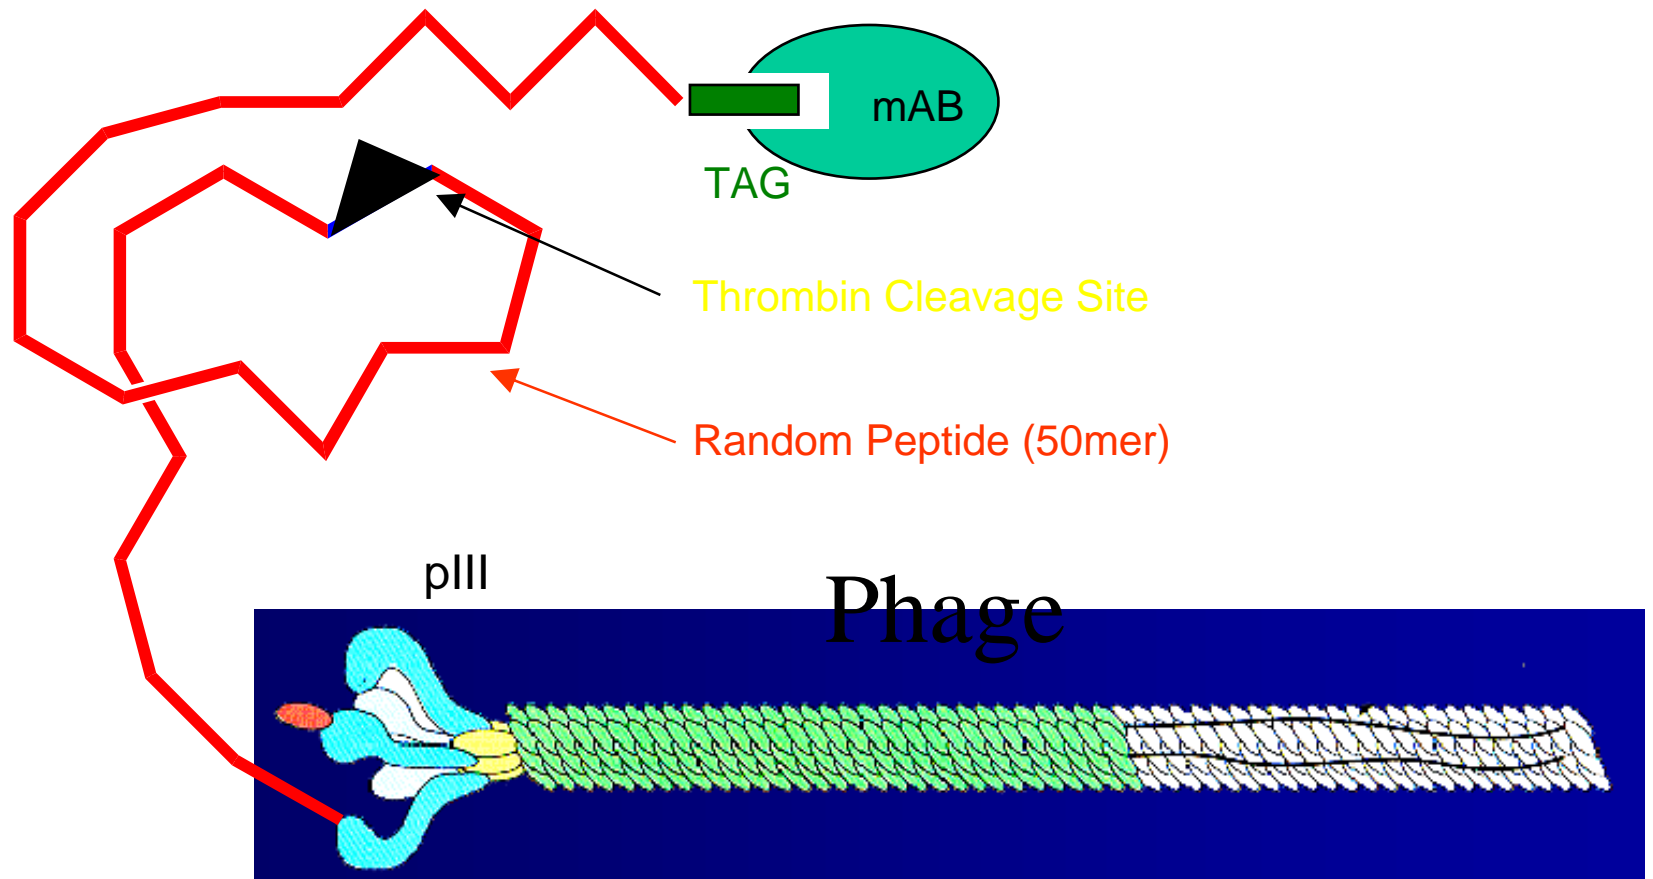 mAB
TAG
Thrombin Cleavage Site
Random Peptide (50mer)
pIII
Phage